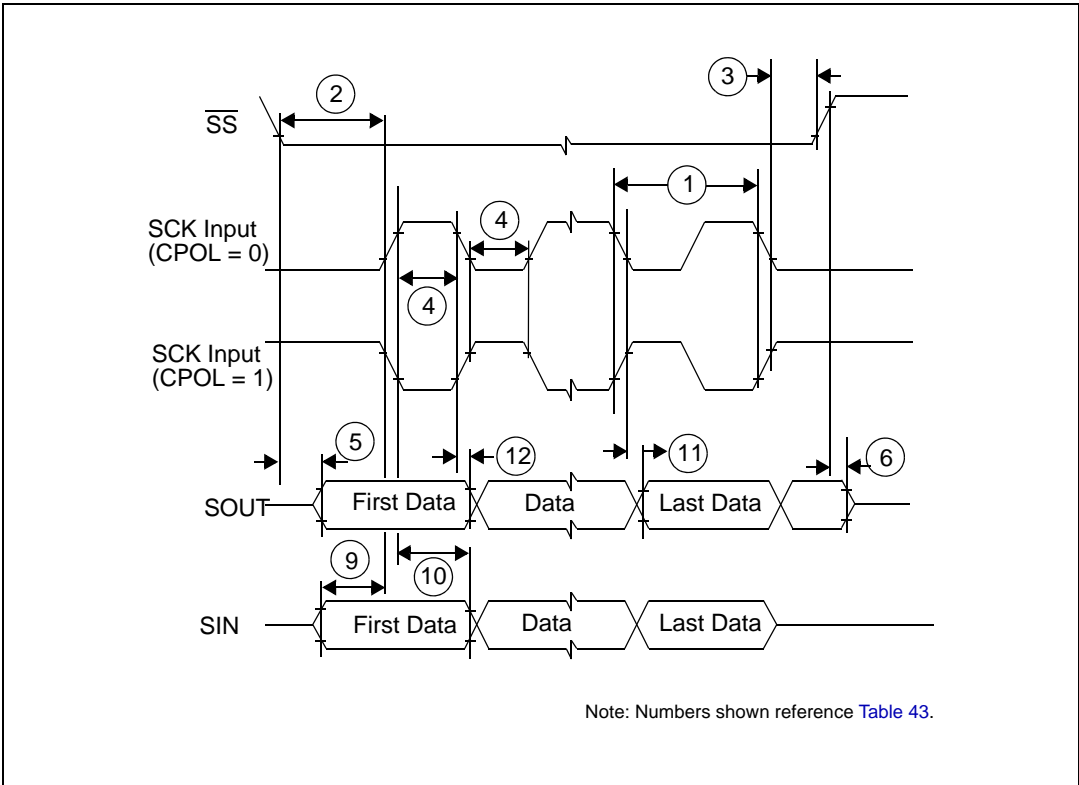 3
2
SS
1
SCK Input
(CPOL = 0)
4
4
SCK Input
(CPOL = 1)
5
12
11
6
SOUT
First Data
Data
Last Data
9
10
SIN
First Data
Data
Last Data
Note: Numbers shown reference Table 43.